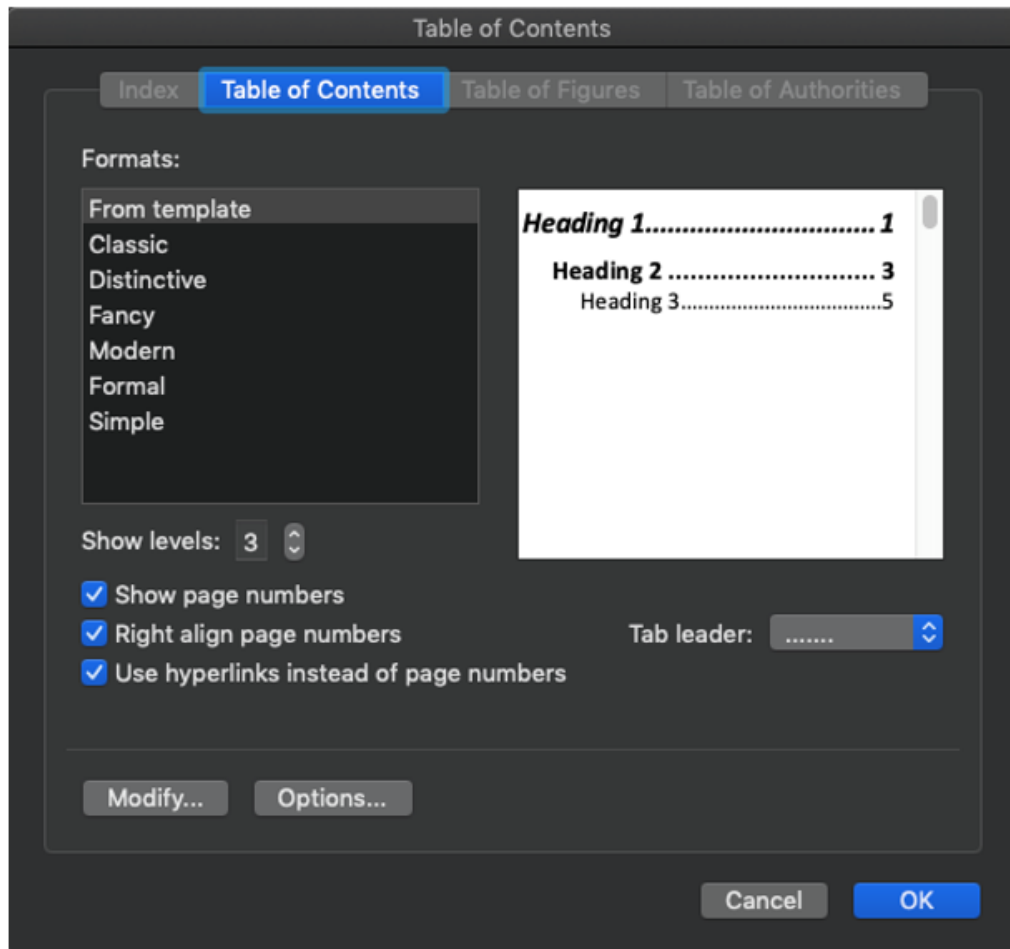 Table of Contents
Index Table of Contents Table of Figures Table of Authorities
Formats:
From template
Classic
Distinctive
Fancy
Modern
Formal
Simple
Heading 1.............................. 1
Heading 2 ............................ 3
Heading 3......................................5
Show levels: 3
Show page numbers
Right align page numbers
Tab leader: .......
Use hyperlinks instead of page numbers
Modify... Options...
Cancel OK